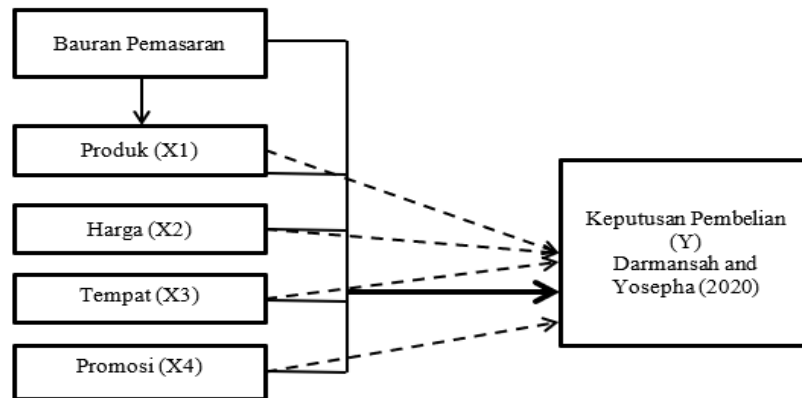 Bauran Pemasaran
Produk (X1)
Harga (X2)
Tempat (X3)
Promosi (X4)
Keputusan Pembelian
(Y)
Darmansah and
Yosepha (2020)